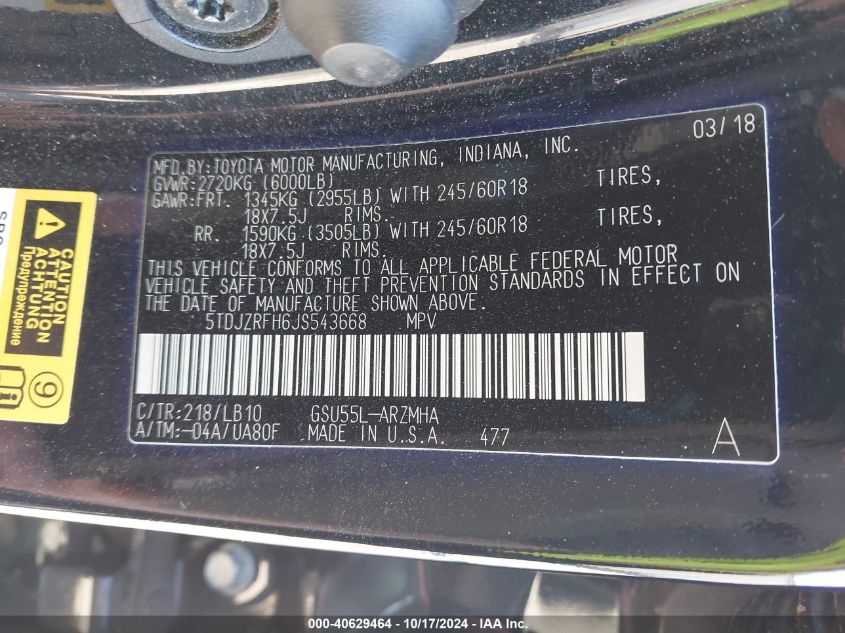 03/18
MFD.BY:TOYOTA MOTOR MANUFACTURING, INDIANA, INC.
GVWR:2720KG (6000LB)
GAWR:FRT. 1345KG (2955LB) WITH 245/60R18 TIRES,
18X7.5J RIMS.
RR. 1590KG (3505LB) WITH 245/60R18 TIRES,
18X7.5J RIMS.
THIS VEHICLE CONFORMS TO ALL APPLICABLE FEDERAL MOTOR
VEHICLE SAFETY AND THEFT PREVENTION STANDARDS IN EFFECT ON
THE DATE OF MANUFACTURE SHOWN ABOVE.
5TDJZRFH6JS543668 MPV
C/TR:218/LB10 GSU55L-ARZMHA
A/TM:-04A/UA80F MADE IN U.S.A. 477 A
CAUTION
ATTENTION
ACHTUNG
Предупреждение
9
000-40629464 - 10/17/2024 - IAA Inc.